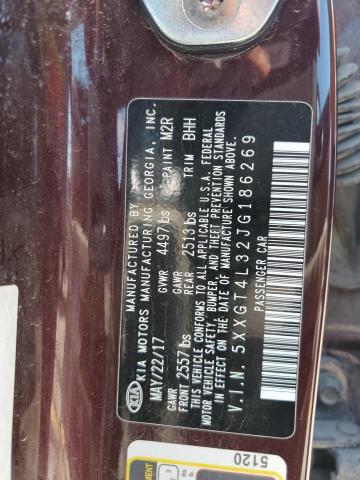 KIA
MANUFACTURED BY
KIA MOTORS MANUFACTURING GEORGIA, INC.
MAY/22/17 GVWR 4497 lbs PAINT M2R
GAWR FRONT 2557 lbs GAWR REAR 2513 lbs TRIM BHH
THIS VEHICLE CONFORMS TO ALL APPLICABLE U.S.A. FEDERAL
MOTOR VEHICLE SAFETY, BUMPER, AND THEFT PREVENTION STANDARDS
IN EFFECT ON THE DATE OF MANUFACTURE SHOWN ABOVE.
V.I.N. 5XXGT4L32JG186269
PASSENGER CAR
5120